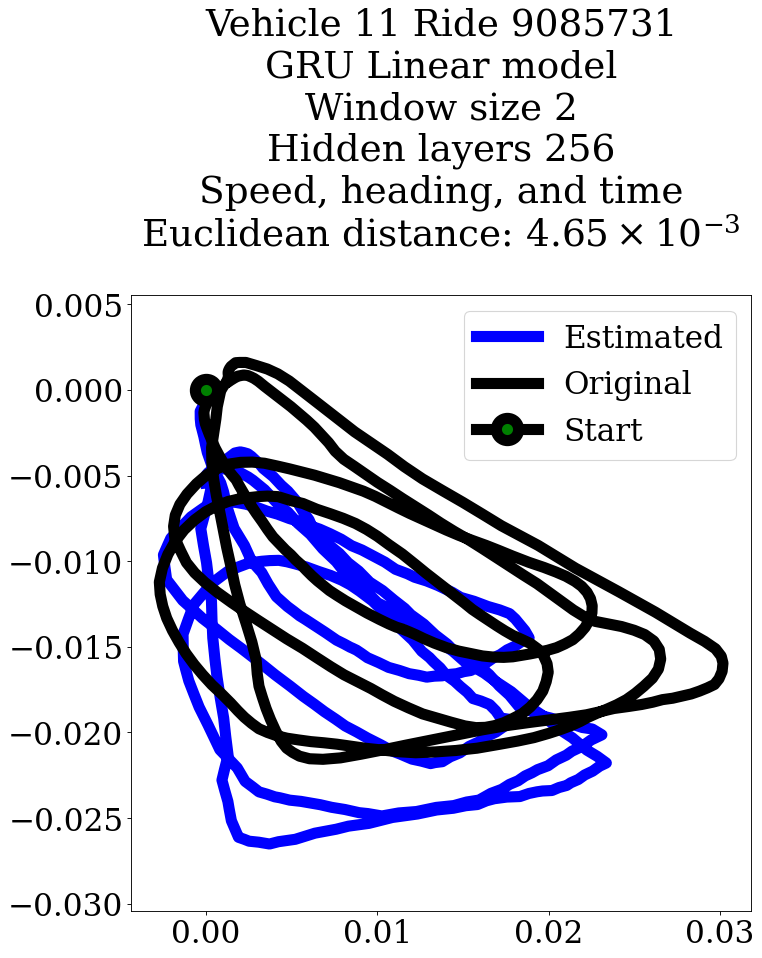 Vehicle 11 Ride 9085731
GRU Linear model
Window size 2
Hidden layers 256
Speed, heading, and time
Euclidean distance: 4.65 × 10⁻³
0.005
0.000
−0.005
−0.010
−0.015
−0.020
−0.025
−0.030
Estimated
Original
Start
0.00 0.01 0.02 0.03